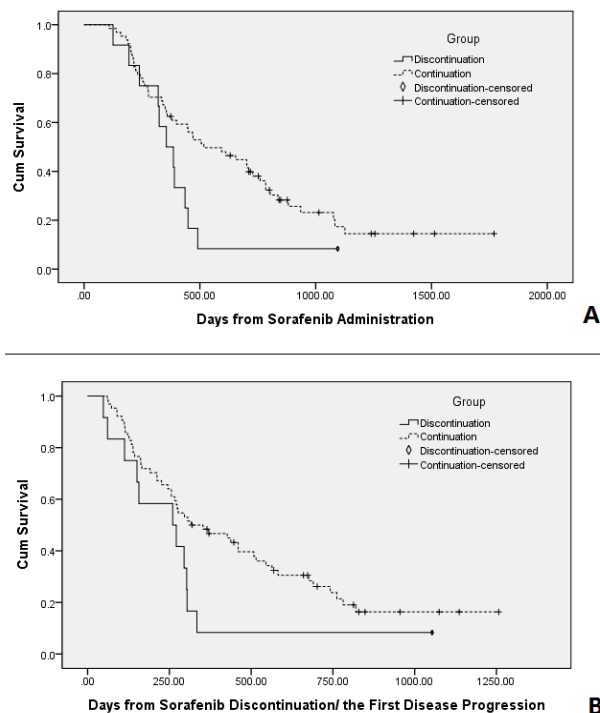 Group
Discontinuation
Continuation
Discontinuation-censored
Continuation-censored
Cum Survival
1.0
0.8
0.6
0.4
0.2
0.0
.00 500.00 1000.00 1500.00 2000.00
Days from Sorafenib Administration
A
Group
Discontinuation
Continuation
Discontinuation-censored
Continuation-censored
Cum Survival
1.0
0.8
0.6
0.4
0.2
0.0
.00 250.00 500.00 750.00 1000.00 1250.00
Days from Sorafenib Discontinuation/ the First Disease Progression
B